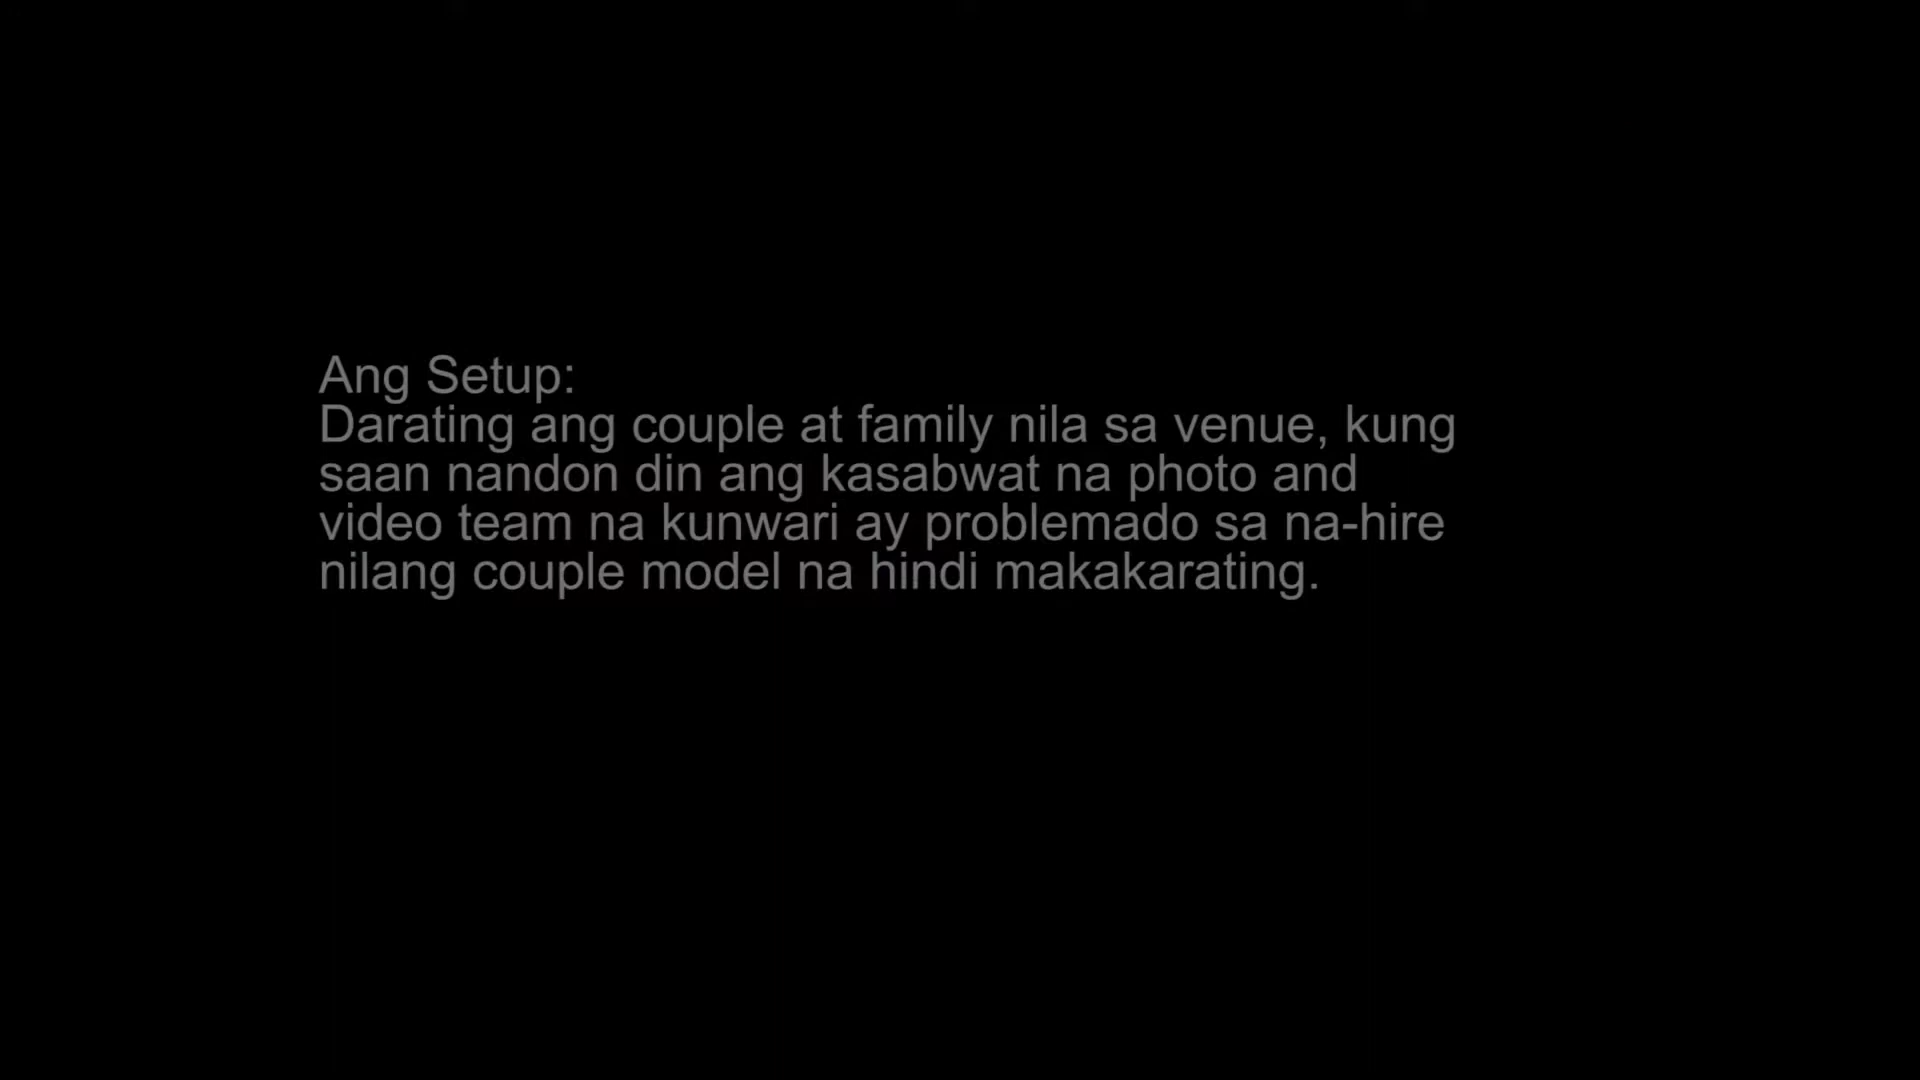 Ang Setup:
Darating ang couple at family nila sa venue, kung
saan nandon din ang kasabwat na photo and
video team na kunwari ay problemado sa na-hire
nilang couple model na hindi makakarating.